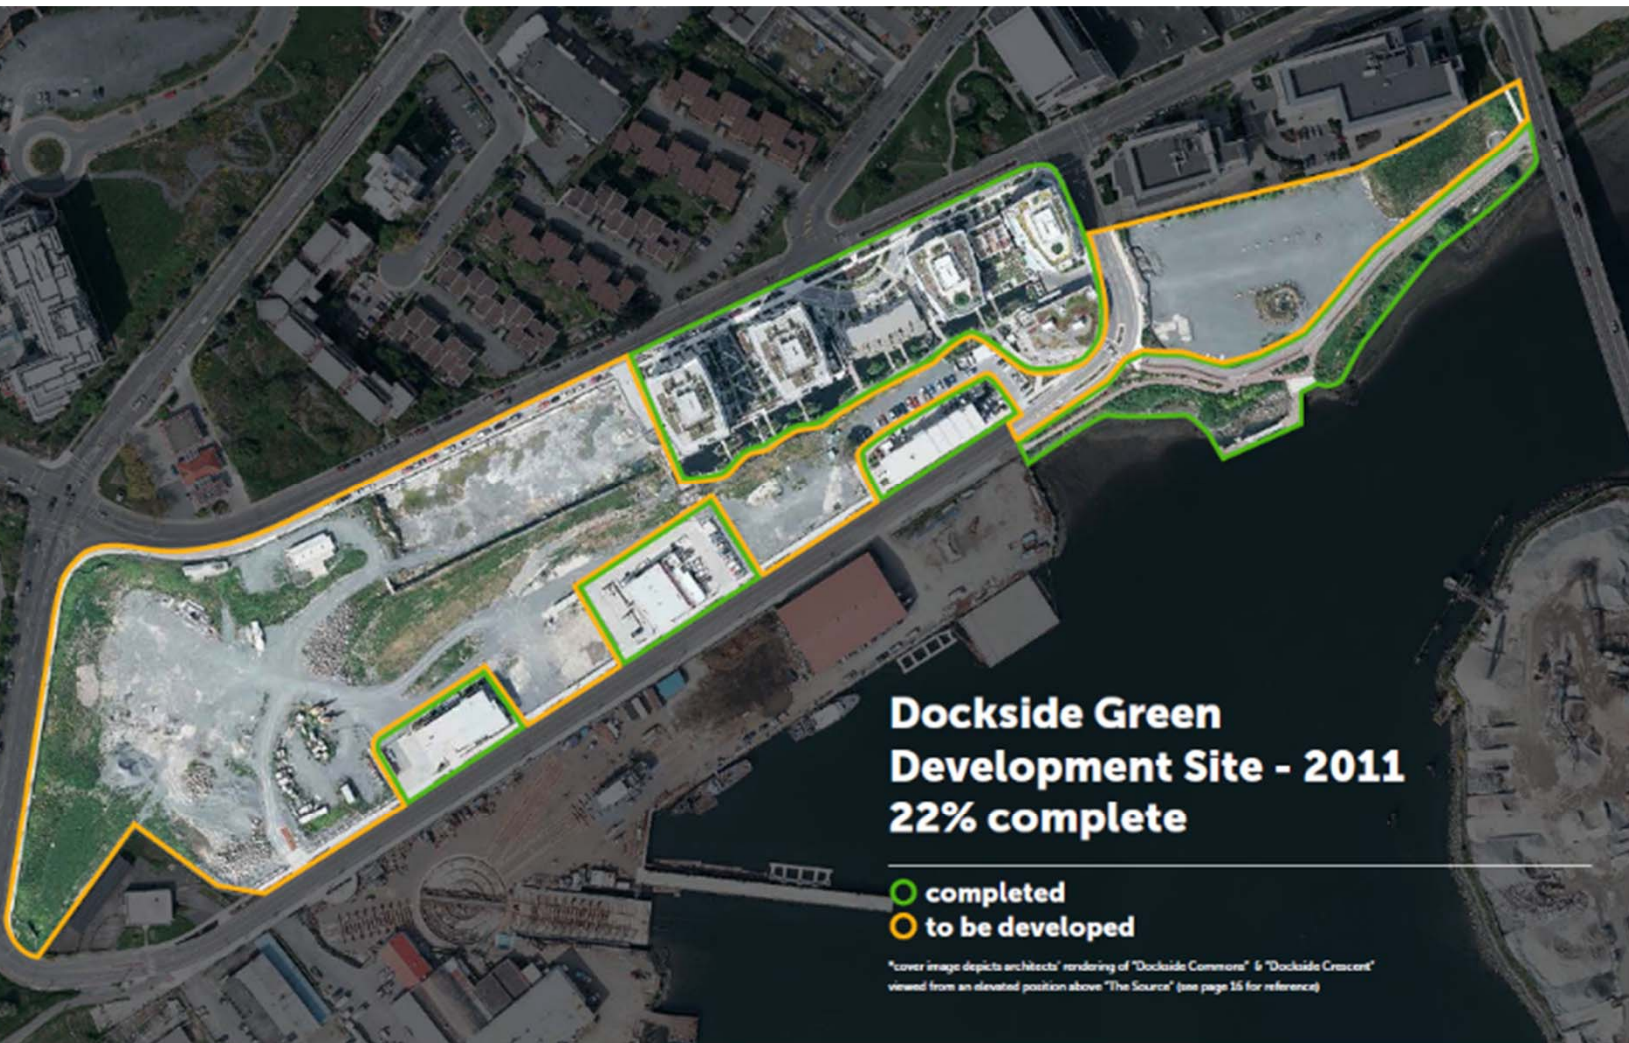 Dockside Green
Development Site - 2011
22% complete
completed
to be developed
*cover image depicts architects' rendering of "Dockside Commons" & "Dockside Crescent"
viewed from an elevated position above "The Source" (see page 16 for reference)